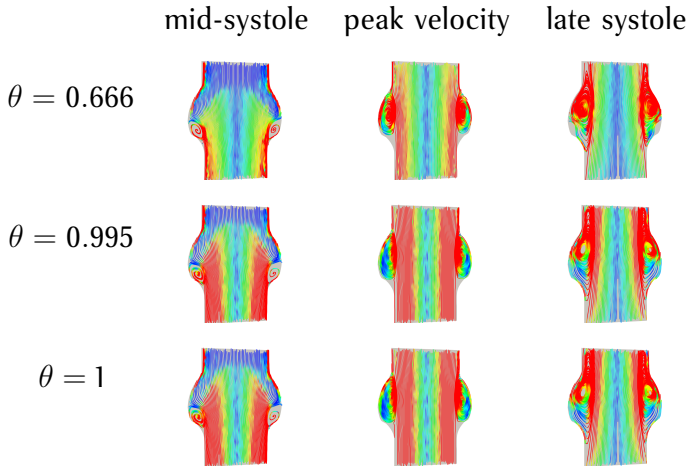 mid-systole peak velocity late systole
θ = 0.666
θ = 0.995
θ = 1